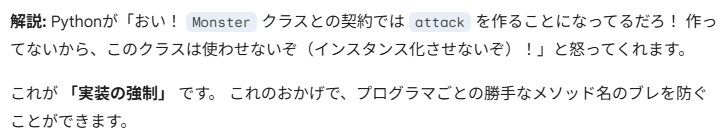 解説: Pythonが「おい！ Monster クラスとの契約では attack を作ることになってるだろ！ 作っ
てないから、このクラスは使わせないぞ（インスタンス化させないぞ）！」と怒ってくれます。
これが 「実装の強制」 です。 これのおかげで、プログラマごとの勝手なメソッド名のブレを防ぐ
ことができます。